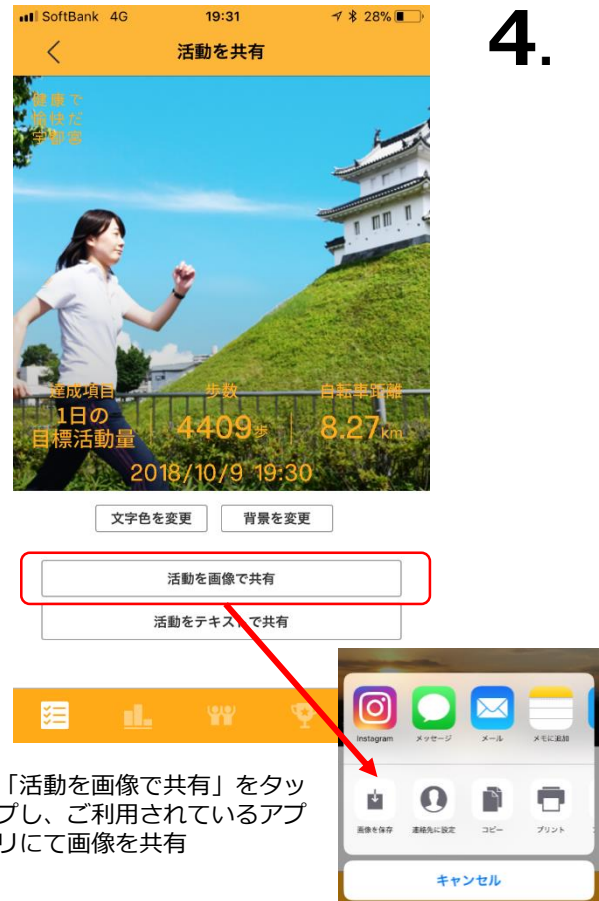 SoftBank 4G 19:31 28%
活動を共有
4.
健康で
愉快だ
宇都宮
達成項目 歩数 自転車距離
1日の
目標活動量 4409歩 8.27km
2018/10/9 19:30
文字色を変更 背景を変更
活動を画像で共有
活動をテキストで共有
Instagram メッセージ メール メモに追加
画像を保存 連絡先に設定 コピー プリント
キャンセル
「活動を画像で共有」をタッ
プし、ご利用されているアプ
リにて画像を共有